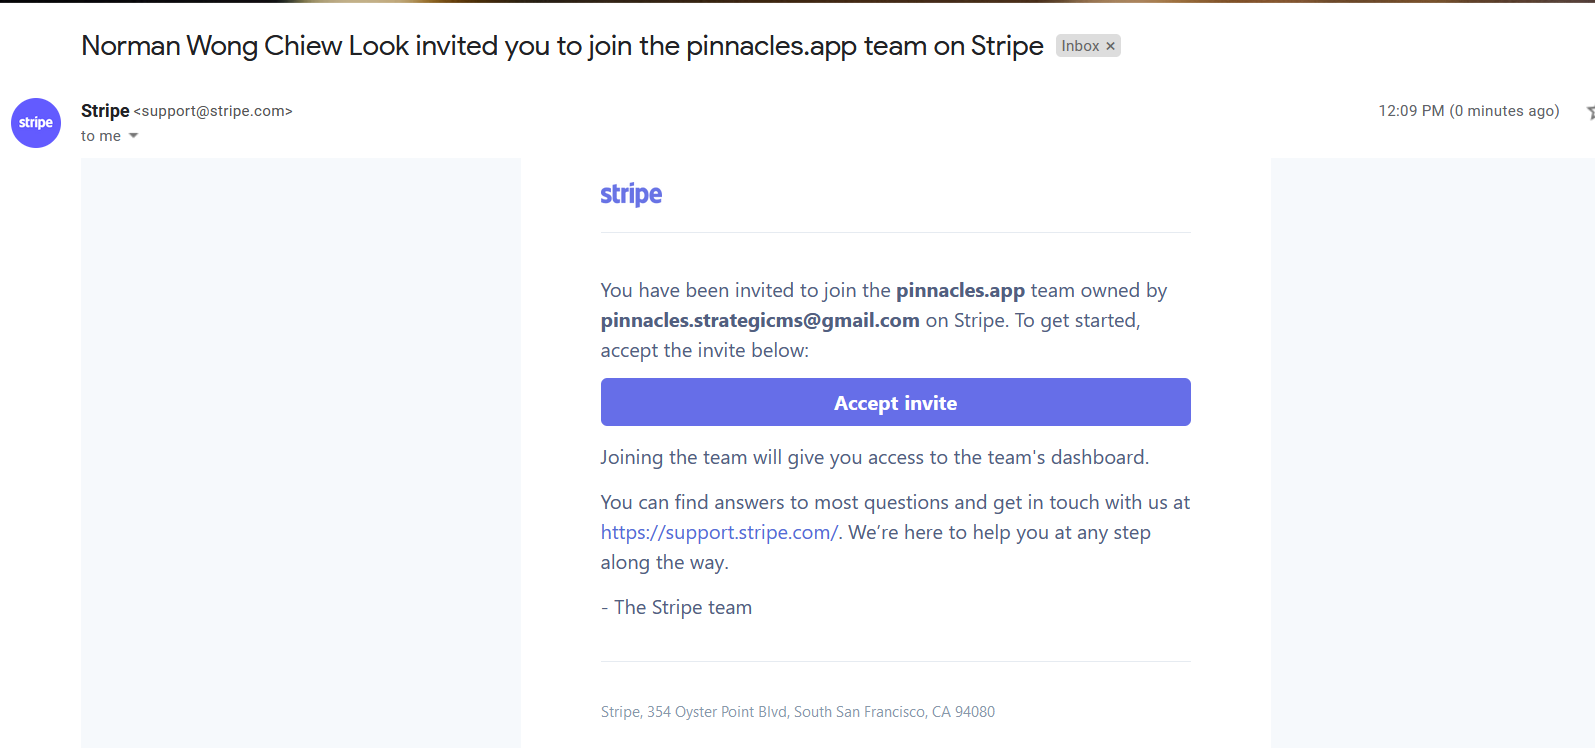 Norman Wong Chiew Look invited you to join the pinnacles.app team on Stripe Inbox ×
stripe
Stripe <support@stripe.com>
12:09 PM (0 minutes ago)
to me
stripe
You have been invited to join the pinnacles.app team owned by
pinnacles.strategicms@gmail.com on Stripe. To get started,
accept the invite below:
Accept invite
Joining the team will give you access to the team's dashboard.
You can find answers to most questions and get in touch with us at
https://support.stripe.com/. We’re here to help you at any step
along the way.
- The Stripe team
Stripe, 354 Oyster Point Blvd, South San Francisco, CA 94080